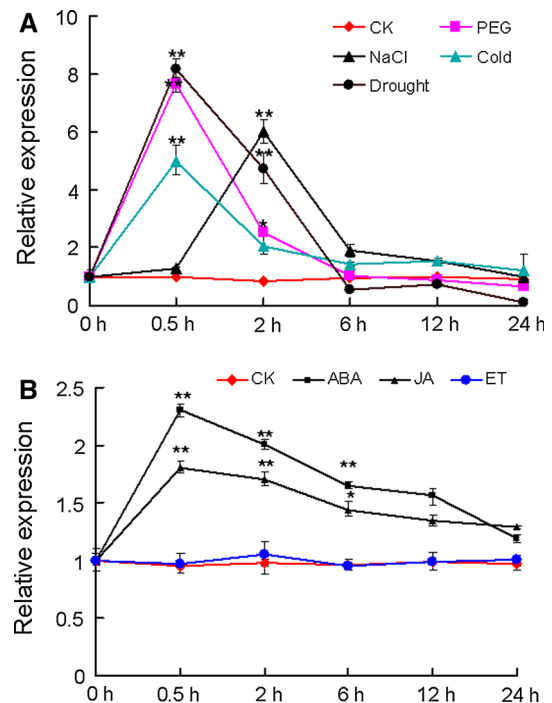 A
Relative expression
10
8
6
4
2
0
CK
PEG
NaCl
Cold
Drought
**
**
**
**
**
*
0 h
0.5 h
2 h
6 h
12 h
24 h
B
Relative expression
2.5
2
1.5
1
0.5
0
CK
ABA
JA
ET
**
**
**
**
**
*
0 h
0.5 h
2 h
6 h
12 h
24 h